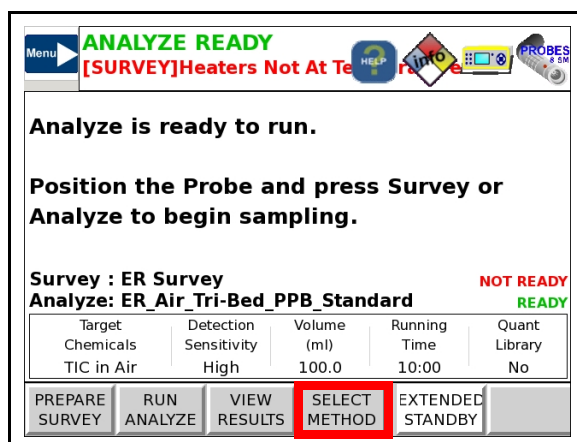 Menu
ANALYZE READY
[SURVEY]Heaters Not At Te
HELP
info
PROBES
& SM
Analyze is ready to run.
Position the Probe and press Survey or
Analyze to begin sampling.
Survey : ER Survey
NOT READY
Analyze: ER_Air_Tri-Bed_PPB_Standard
READY
Target Detection Volume Running Quant
Chemicals Sensitivity (ml) Time Library
TIC in Air High 100.0 10:00 No
PREPARE RUN VIEW SELECT EXTENDED
SURVEY ANALYZE RESULTS METHOD STANDBY